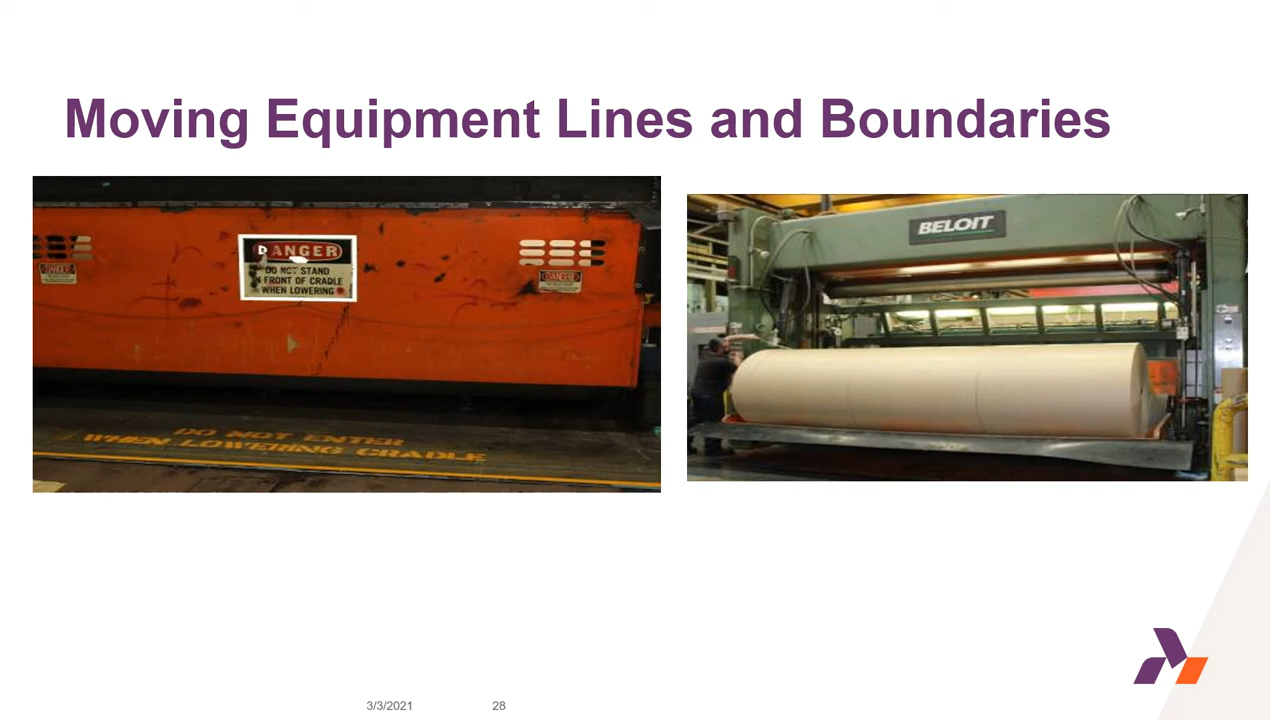 Moving Equipment Lines and Boundaries
DANGER
DO NOT STAND
IN FRONT OF CRADLE
WHEN LOWERING
DANGER
DANGER
DO NOT ENTER
WHEN LOWERING CRADLE
BELOIT
3/3/2021
28